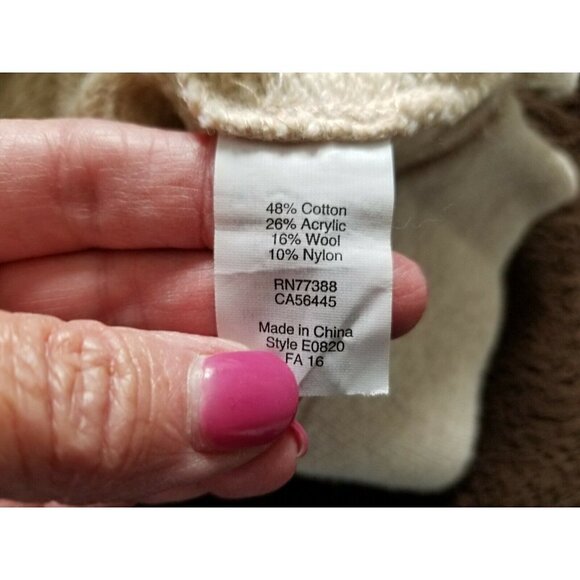 48% Cotton
26% Acrylic
16% Wool
10% Nylon
RN77388
CA56445
Made in China
Style E0820
FA 16